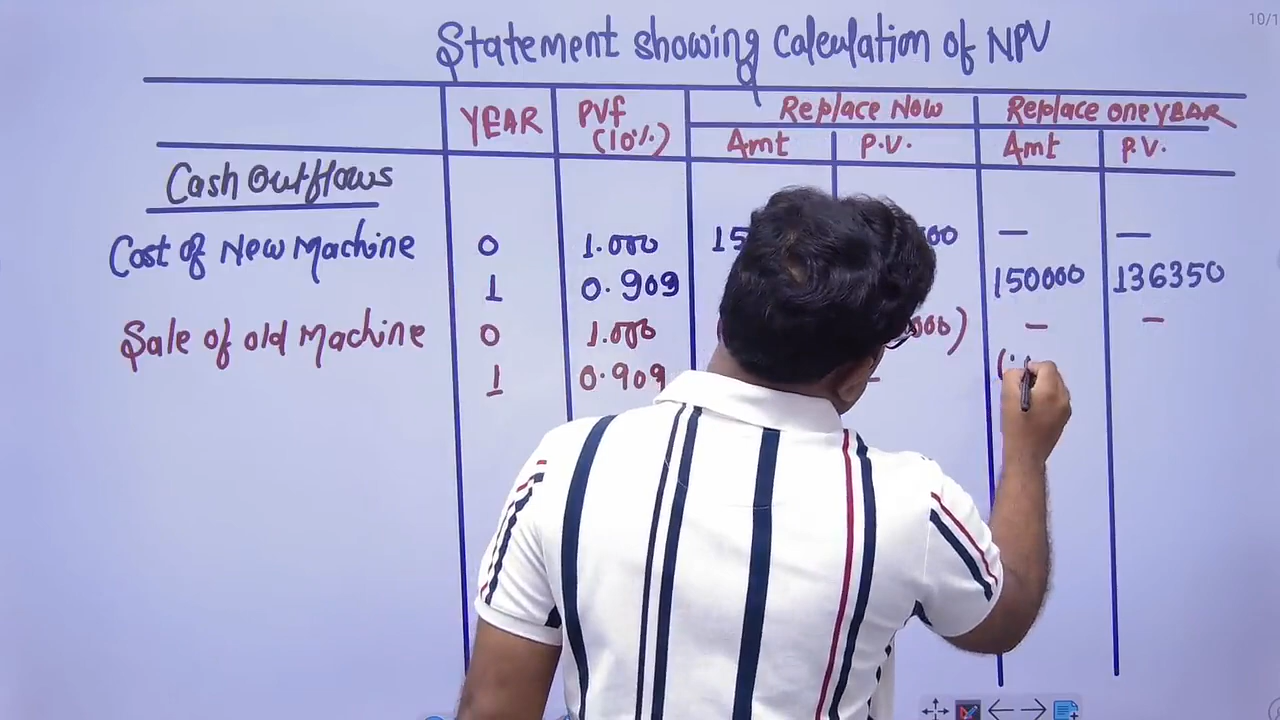 10/1
Statement showing Calculation of NPV
YEAR PVf (10%) Replace Now Replace one YEAR
Amt P.V. Amt P.V.
Cash Outflows
Cost of New Machine 0 1.000 — —
1 0.909 150000 136350
Sale of old Machine 0 1.000 — —
1 0.909 —